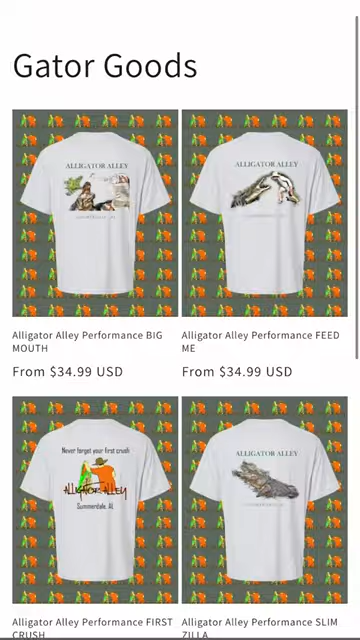 Gator Goods
ALLIGATOR ALLEY
ALLIGATOR ALLEY
Alligator Alley Performance BIG
MOUTH
From $34.99 USD
Alligator Alley Performance FEED
ME
From $34.99 USD
Never forget your first crush
ALLIGATOR ALLEY
Summerdale, AL
ALLIGATOR ALLEY
Alligator Alley Performance FIRST
CRUSH
Alligator Alley Performance SLIM
ZILLA